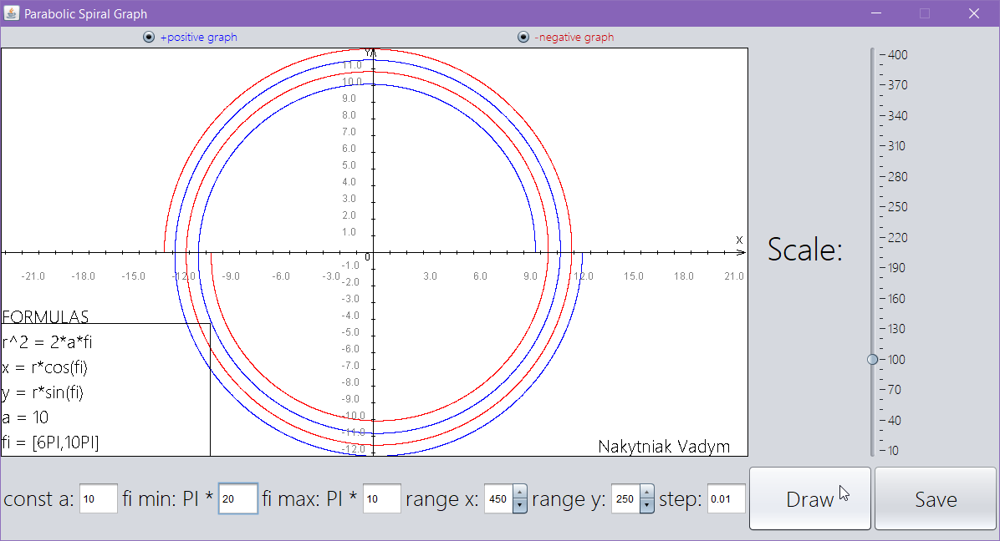 Parabolic Spiral Graph
+positive graph
-negative graph
Y
11.0
10.0
9.0
8.0
7.0
6.0
5.0
4.0
3.0
2.0
1.0
X
0
-21.0 -18.0 -15.0 -12.0 -9.0 -6.0 -3.0 3.0 6.0 9.0 12.0 15.0 18.0 21.0
-1.0
-2.0
-3.0
-4.0
-5.0
-6.0
-7.0
-8.0
-9.0
-10.0
-11.0
-12.0
FORMULAS
r^2 = 2*a*fi
x = r*cos(fi)
y = r*sin(fi)
a = 10
fi = [6PI,10PI]
Nakytniak Vadym
Scale:
400
370
340
310
280
250
220
190
160
130
100
70
40
10
const a: 10 fi min: PI * 20 fi max: PI * 10 range x: 450 range y: 250 step: 0.01
Draw
Save